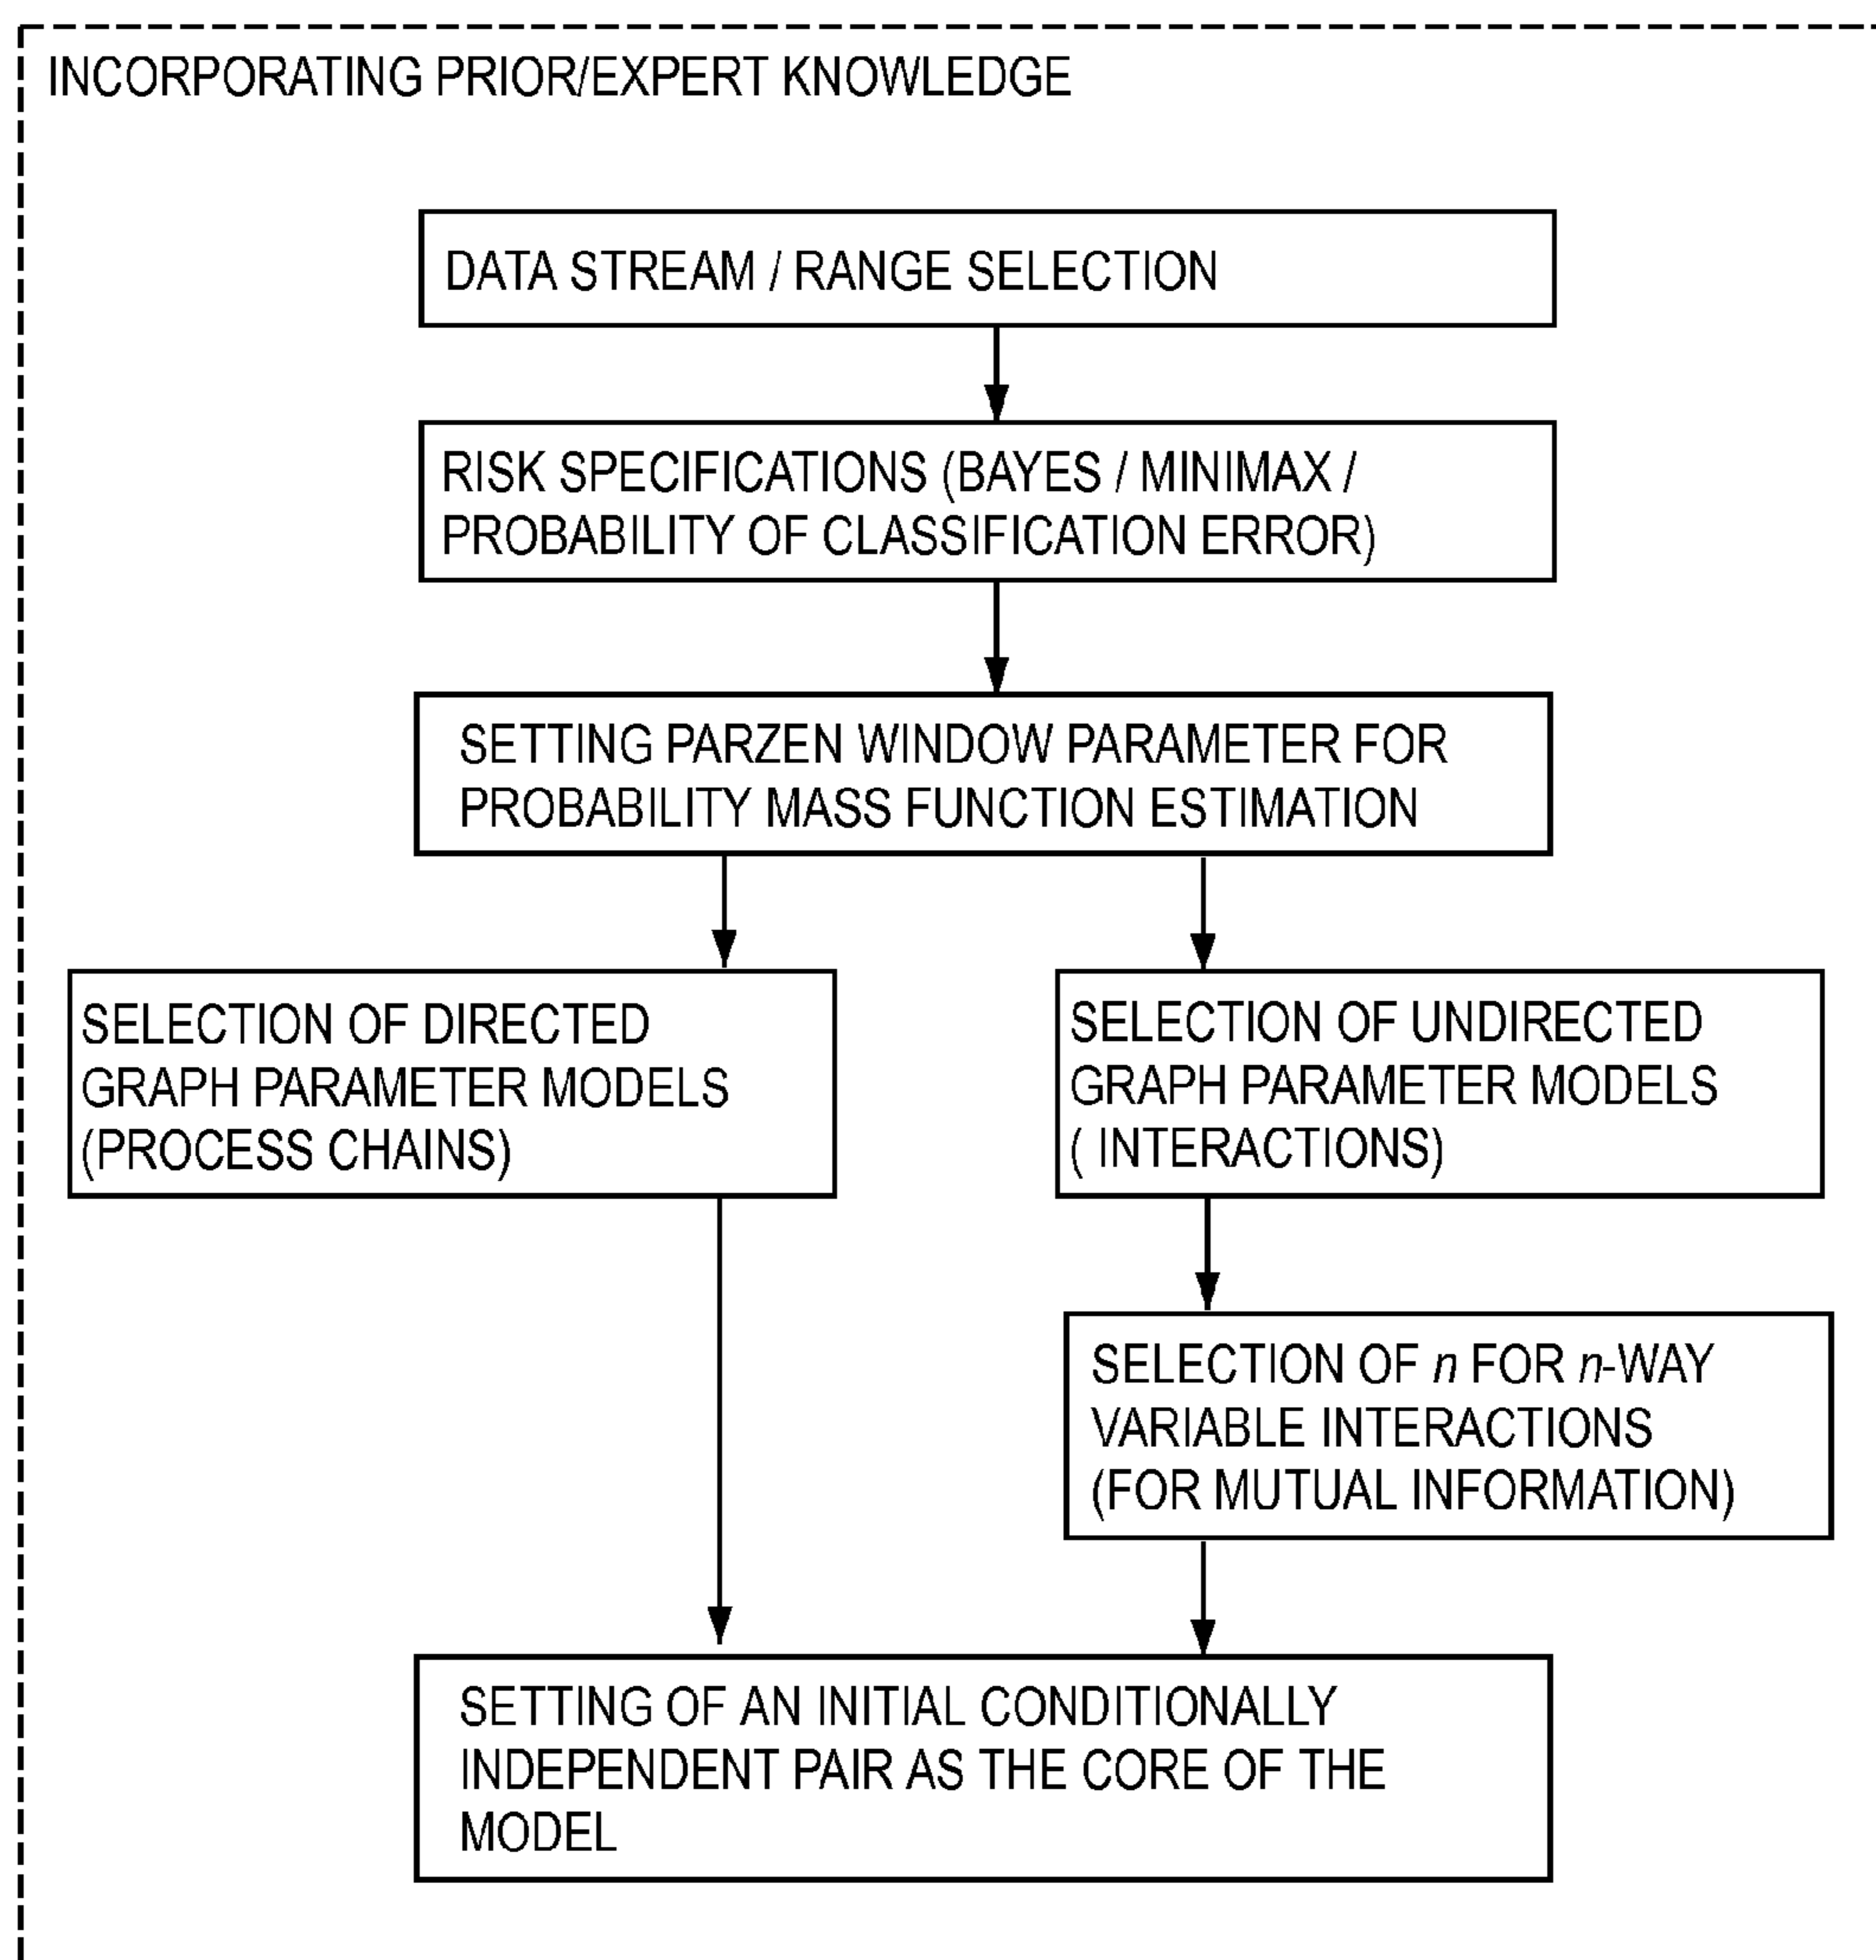 INCORPORATING PRIOR/EXPERT KNOWLEDGE
DATA STREAM / RANGE SELECTION
RISK SPECIFICATIONS (BAYES / MINIMAX /
PROBABILITY OF CLASSIFICATION ERROR)
SETTING PARZEN WINDOW PARAMETER FOR
PROBABILITY MASS FUNCTION ESTIMATION
SELECTION OF DIRECTED
GRAPH PARAMETER MODELS
(PROCESS CHAINS)
SELECTION OF UNDIRECTED
GRAPH PARAMETER MODELS
( INTERACTIONS)
SELECTION OF n FOR n-WAY
VARIABLE INTERACTIONS
(FOR MUTUAL INFORMATION)
SETTING OF AN INITIAL CONDITIONALLY
INDEPENDENT PAIR AS THE CORE OF THE
MODEL